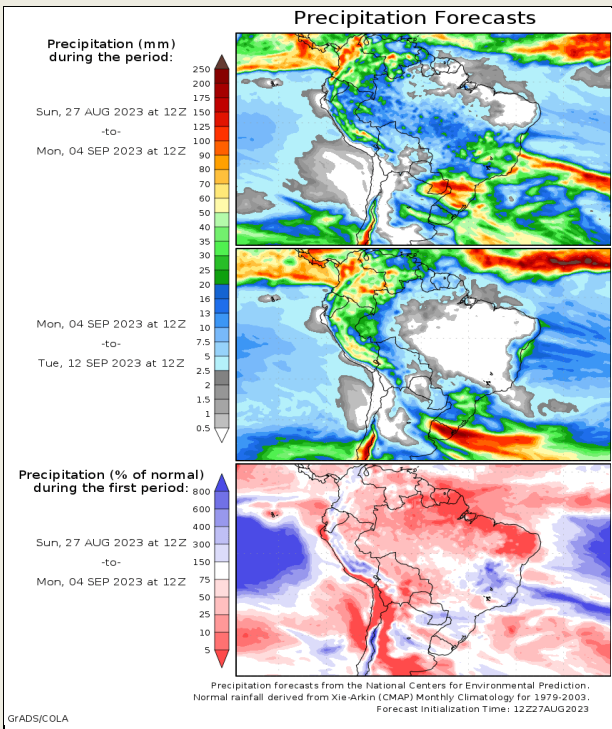 Precipitation Forecasts
Precipitation (mm)
during the period:
Sun, 27 AUG 2023 at 12Z
-to-
Mon, 04 SEP 2023 at 12Z
250
200
175
150
125
100
90
80
70
60
50
40
35
30
25
20
16
13
10
7.5
5
2.5
2
1.5
1
0.5
Mon, 04 SEP 2023 at 12Z
-to-
Tue, 12 SEP 2023 at 12Z
Precipitation (% of normal)
during the first period:
Sun, 27 AUG 2023 at 12Z
-to-
Mon, 04 SEP 2023 at 12Z
800
600
400
300
150
75
50
25
10
5
Precipitation forecasts from the National Centers for Environmental Prediction.
Normal rainfall derived from Xie-Arkin (CMAP) Monthly Climatology for 1979-2003.
Forecast Initialization Time: 12Z27AUG2023
GrADS/COLA